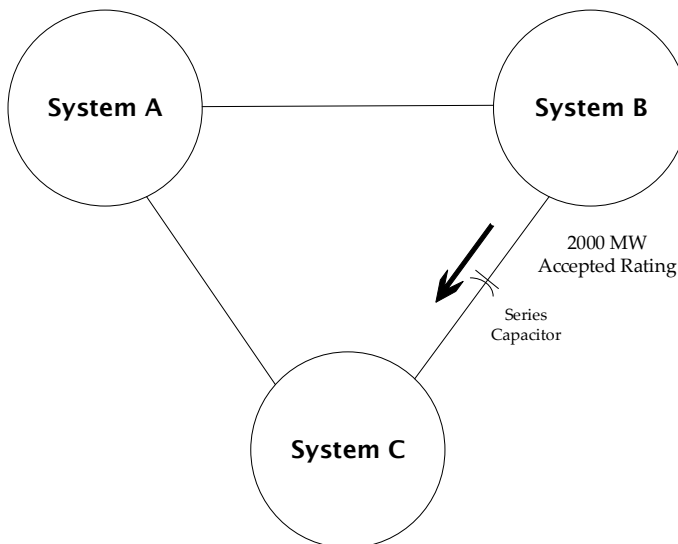 System A
System B
2000 MW
Accepted Rating
Series
Capacitor
System C